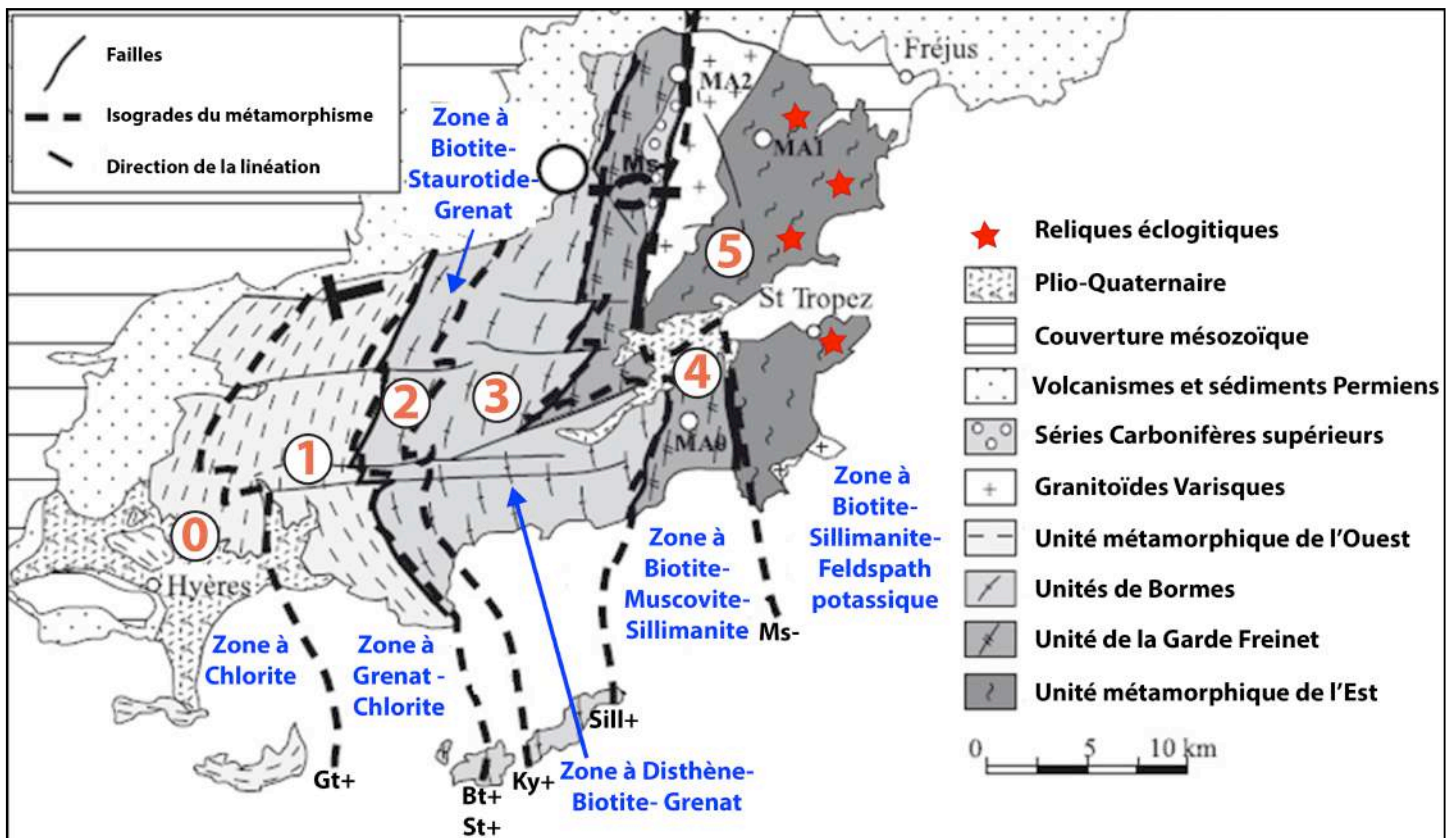 Failles
Isogrades du métamorphisme
Direction de la linéation
Zone à
Biotite-
Staurotide-
Grenat
Fréjus
MA2
MA1
Ms-
5
St Tropez
4
MA0
3
2
1
0
Hyères
Zone à
Chlorite
Zone à
Grenat -
Chlorite
Zone à
Biotite-
Muscovite-
Sillimanite
Zone à
Biotite-
Sillimanite-
Feldspath
potassique
Ms-
Sill+
Zone à Disthène-
Biotite- Grenat
Gt+
Bt+
St+
Ky+
Reliques éclogitiques
Plio-Quaternaire
Couverture mésozoïque
Volcanismes et sédiments Permiens
Séries Carbonifères supérieurs
Granitoïdes Varisques
Unité métamorphique de l'Ouest
Unités de Bormes
Unité de la Garde Freinet
Unité métamorphique de l'Est
0 5 10 km